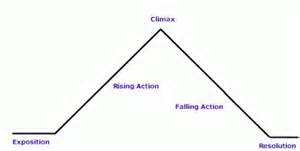 Climax
Rising Action
Falling Action
Exposition
Resolution